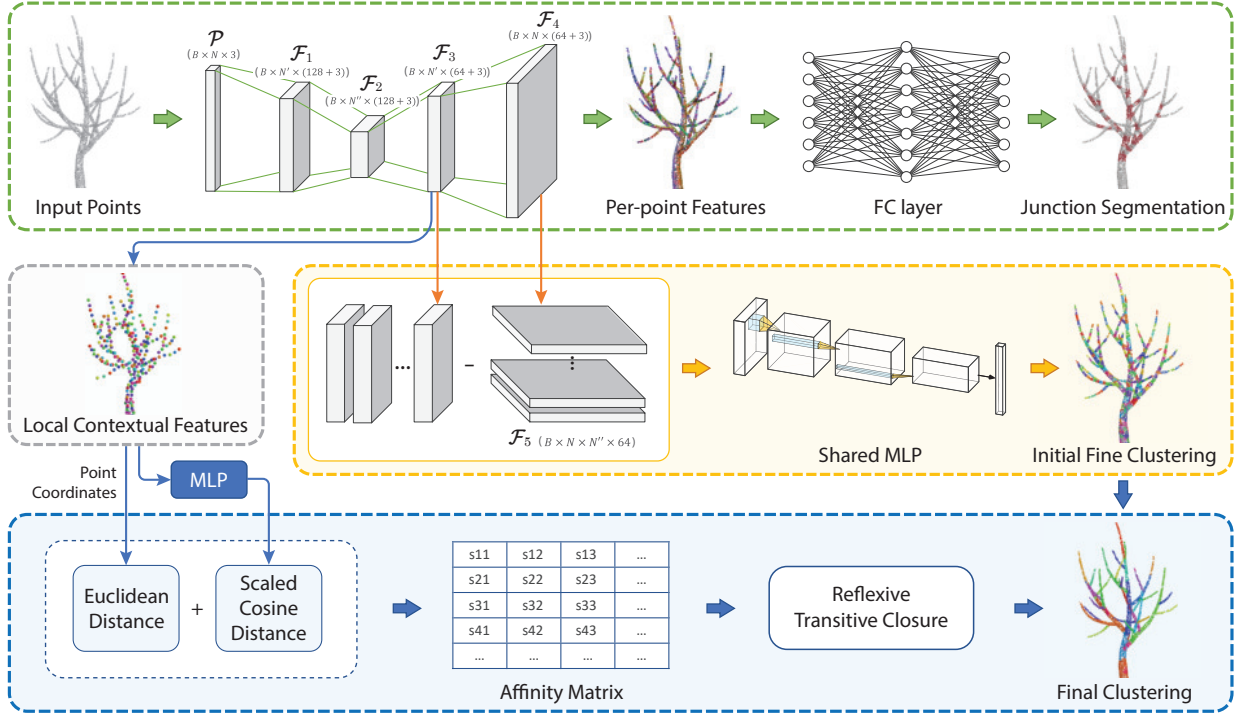 𝒫
(B × N × 3)
ℱ₁
(B × N′ × (128 + 3))
ℱ₂
(B × N″ × (128 + 3))
ℱ₃
(B × N′ × (64 + 3))
ℱ₄
(B × N × (64 + 3))
Input Points
Per-point Features
FC layer
Junction Segmentation
Local Contextual Features
...
–
⋮
ℱ₅ (B × N × N″ × 64)
Shared MLP
Initial Fine Clustering
Point
Coordinates
MLP
Euclidean
Distance
+
Scaled
Cosine
Distance
s11 s12 s13 ...
s21 s22 s23 ...
s31 s32 s33 ...
s41 s42 s43 ...
... ... ... ...
Affinity Matrix
Reflexive
Transitive Closure
Final Clustering